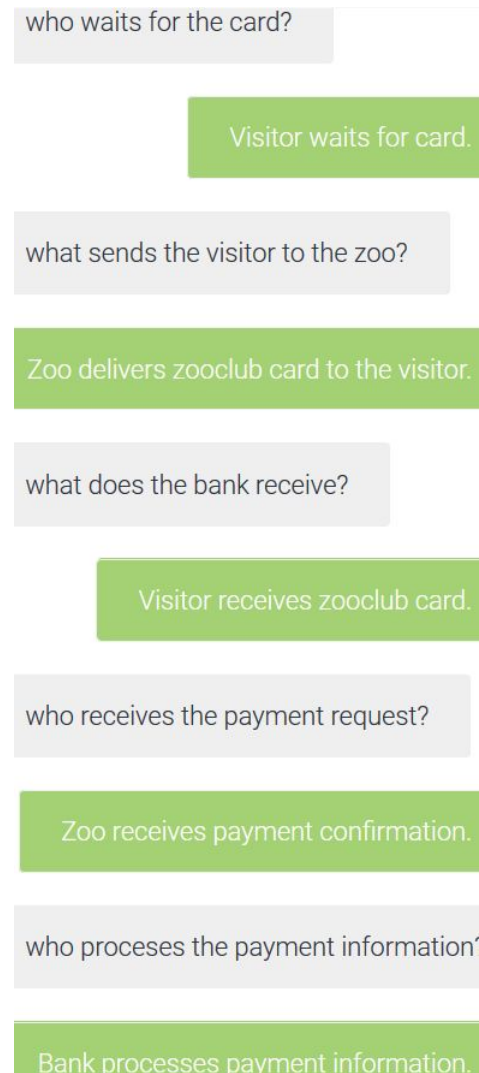 who waits for the card?
Visitor waits for card.
what sends the visitor to the zoo?
Zoo delivers zooclub card to the visitor.
what does the bank receive?
Visitor receives zooclub card.
who receives the payment request?
Zoo receives payment confirmation.
who proceses the payment information?
Bank processes payment information.